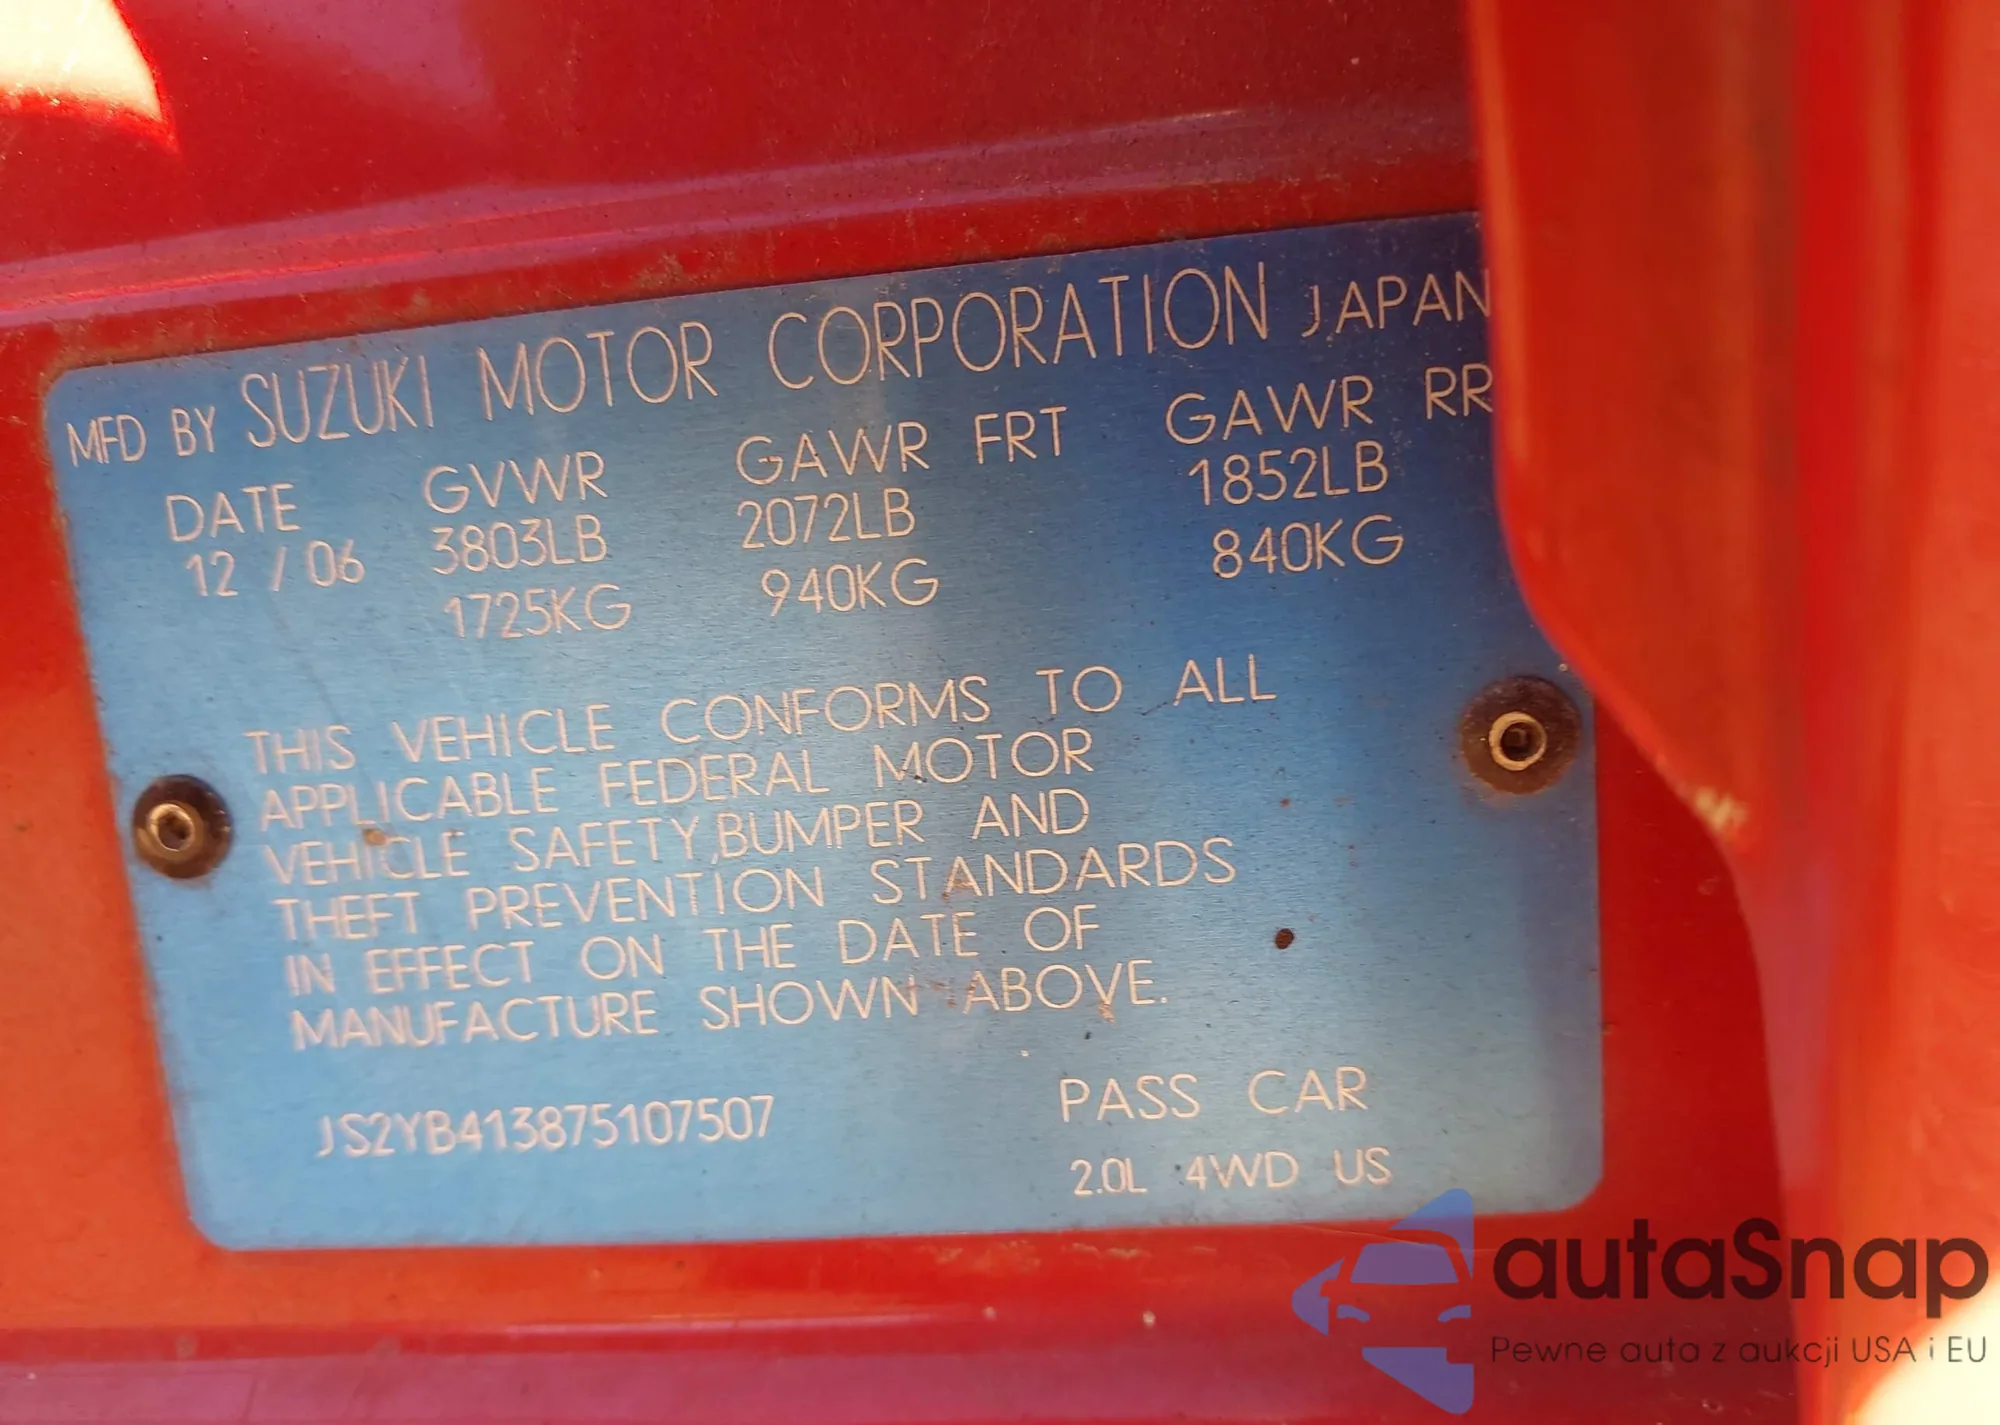 MFD BY SUZUKI MOTOR CORPORATION JAPAN
DATE GVWR GAWR FRT GAWR RR
12 / 06 3803LB 2072LB 1852LB
1725KG 940KG 840KG
THIS VEHICLE CONFORMS TO ALL
APPLICABLE FEDERAL MOTOR
VEHICLE SAFETY,BUMPER AND
THEFT PREVENTION STANDARDS
IN EFFECT ON THE DATE OF
MANUFACTURE SHOWN ABOVE.
JS2YB413875107507 PASS CAR
2.0L 4WD US
autaSnap
Pewne auta z aukcji USA i EU